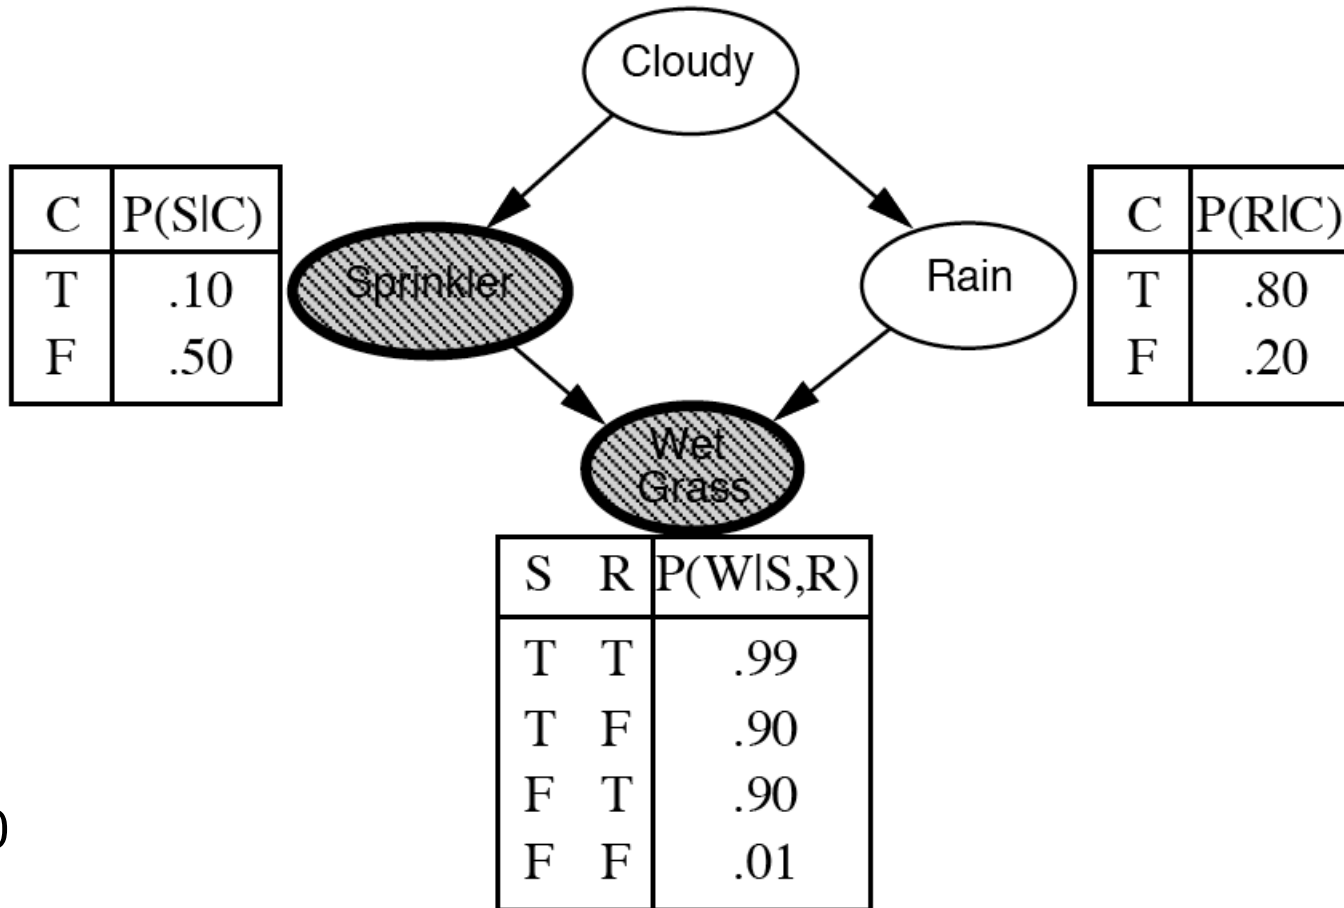 Cloudy
C P(S|C)
T .10
F .50
Sprinkler
Rain
C P(R|C)
T .80
F .20
Wet
Grass
S R P(W|S,R)
T T .99
T F .90
F T .90
F F .01
)